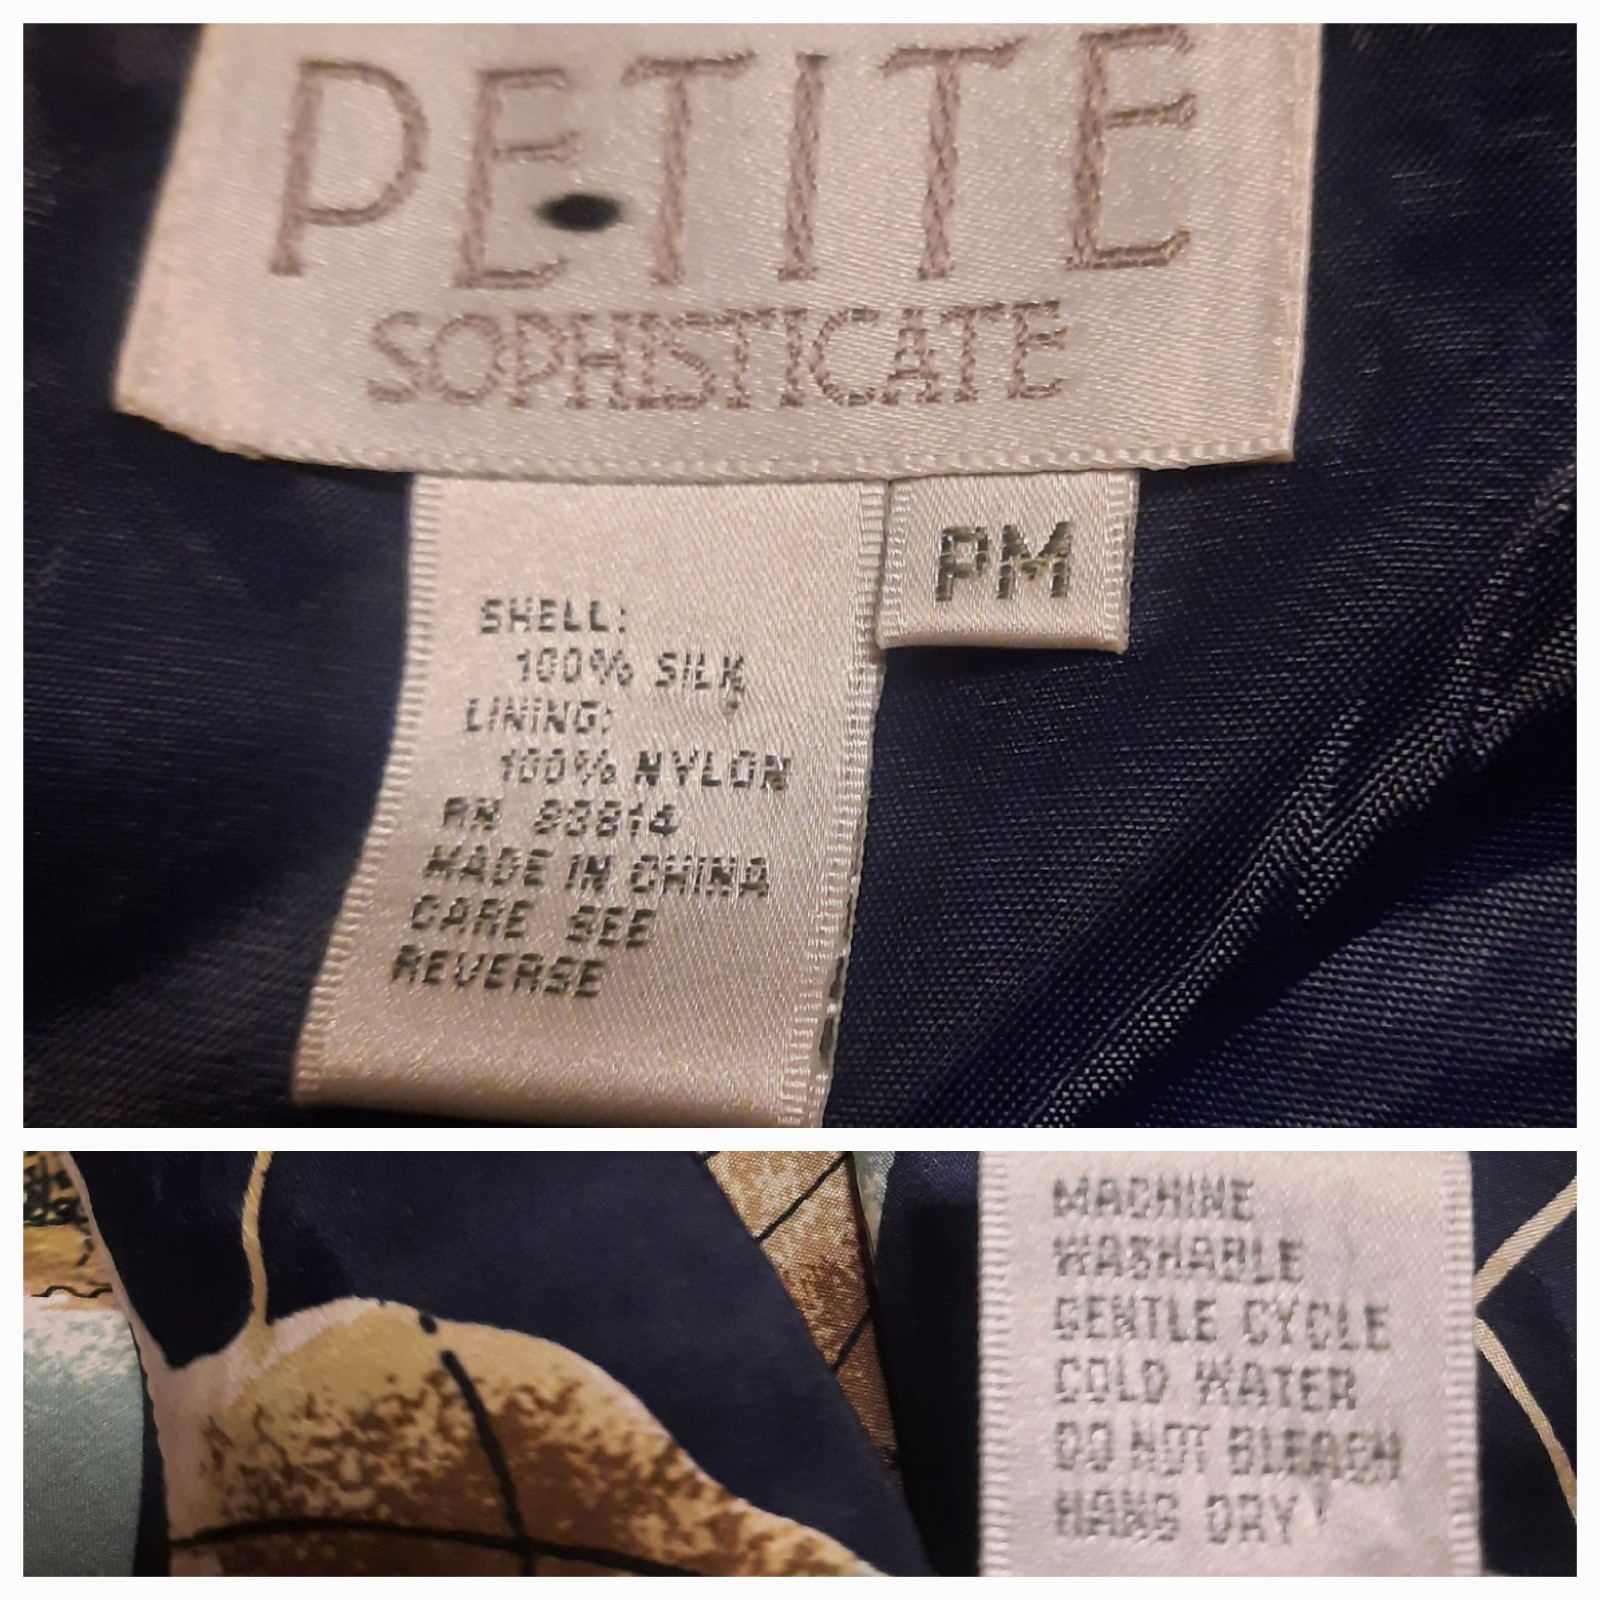 PETITE
SOPHISTICATE
PM
SHELL:
100% SILK
LINING:
100% NYLON
RN 93814
MADE IN CHINA
CARE SEE
REVERSE
MACHINE
WASHABLE
GENTLE CYCLE
COLD WATER
DO NOT BLEACH
HANG DRY